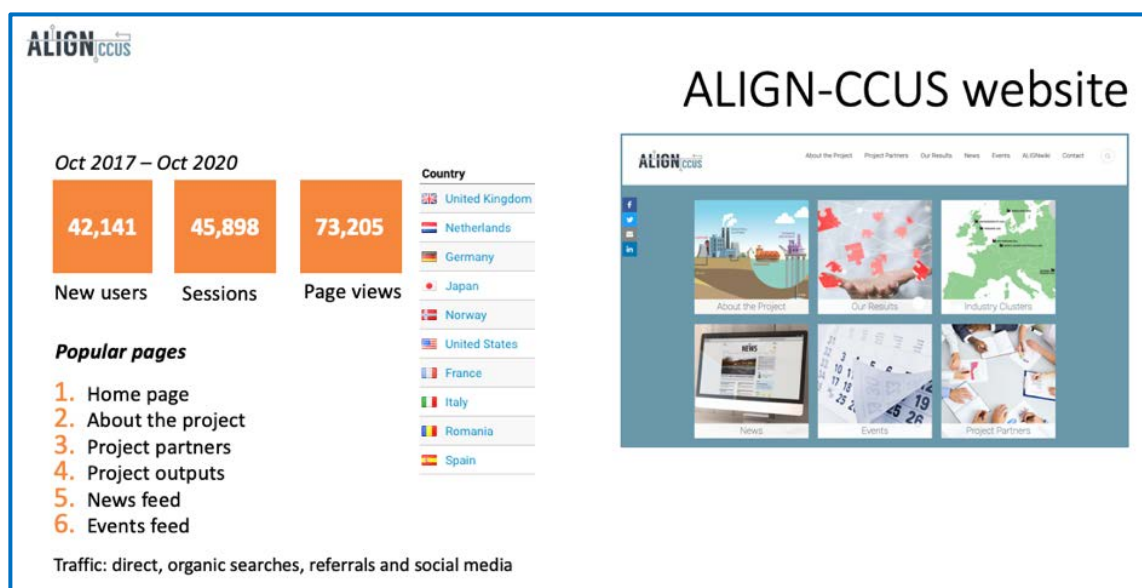 ALIGN CCUS
ALIGN-CCUS website
Oct 2017 – Oct 2020
42,141
45,898
73,205
New users
Sessions
Page views
Popular pages
1. Home page
2. About the project
3. Project partners
4. Project outputs
5. News feed
6. Events feed
Traffic: direct, organic searches, referrals and social media
Country
United Kingdom
Netherlands
Germany
Japan
Norway
United States
France
Italy
Romania
Spain
ALIGN CCUS
About the Project Project Partners Our Results News Events ALIGNwiki Contact
About the Project
Our Results
Industry Clusters
NEWS
News
Events
Project Partners